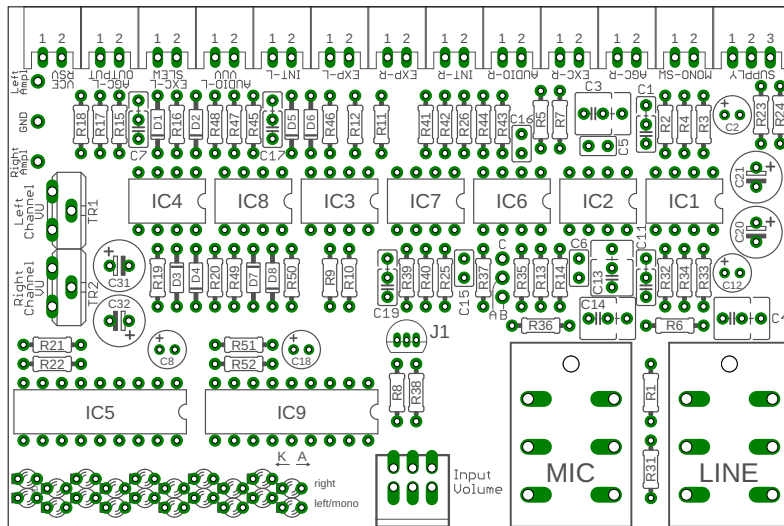 1 2 1 2 1 2 1 2 1 2 1 2 1 2 1 2 1 2 1 2 1 2 1 2 1 2 3
VCE
RSV
AGC-L
OUTPUT
EXC-L
SLEW
AUDIO-L
VUV
INT-L
EXP-L
EXP-R
INT-R
AUDIO-R
EXC-R
AGC-R
MONO-SW
SUPPLY
Left
Ampl
GND
Right
Ampl
R18 R17 R15 C7 D1 R16 D2 R48 R47 R45 C17 D5 D6 R46 R12 R11 R41 R42 R26 R44 R43 C16 R5 R7 C3 C5 C1 R2 R4 R3 C2 R23
Left
Channel
VU
TR1
IC4 IC8 IC3 IC7 IC6 IC2 IC1
C21
C20
Right
Channel
VU
TR2
C31
C32
R19 D3 D4 R20 R49 D7 D8 R50 R9 R10 C19 R39 R40 R25 C15 R37 C AB R35 R13 R14 C6 C13 C11 R32 R34 R33 C12
J1
R36 C14 R6 C4
R21
R22
C8
R51
R52
C18
R8 R38
IC5 IC9
R1
R31
MIC LINE
K A
right
left/mono
Input
Volume